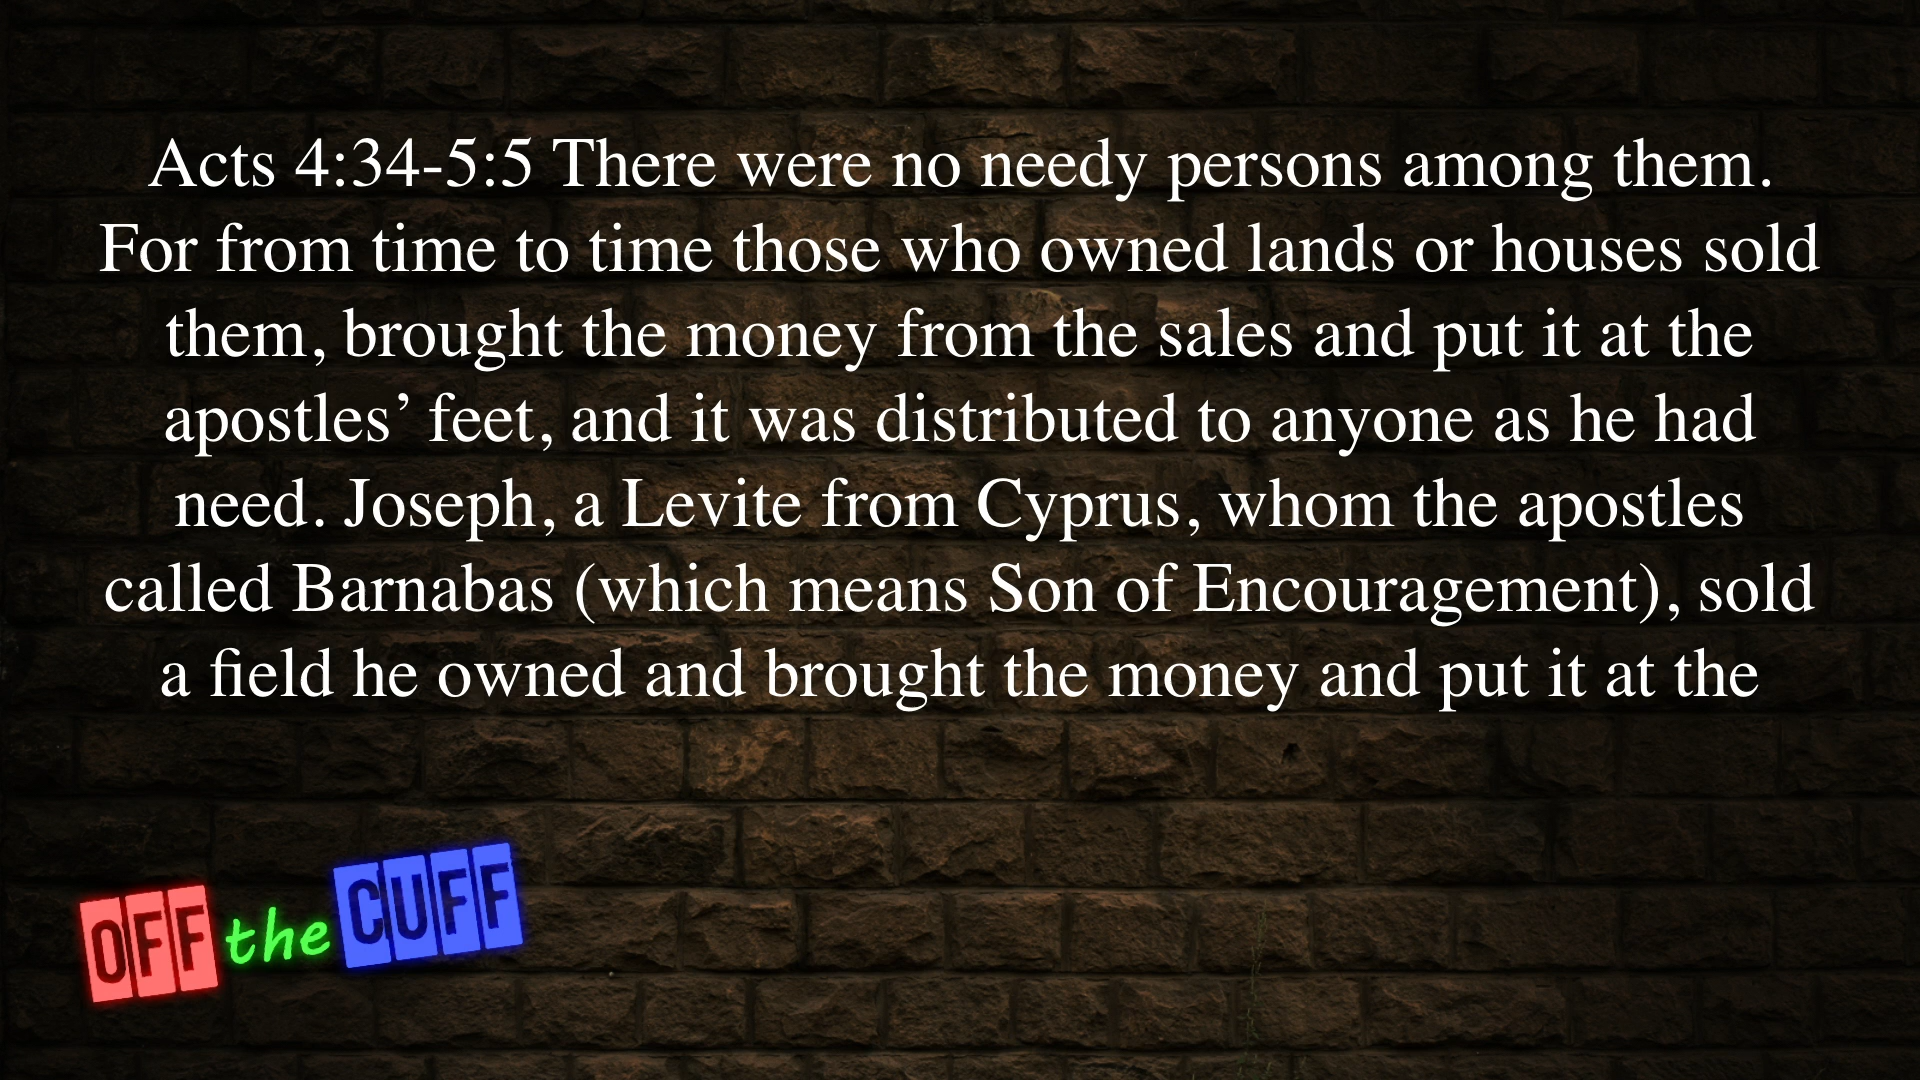 Acts 4:34-5:5 There were no needy persons among them.
For from time to time those who owned lands or houses sold
them, brought the money from the sales and put it at the
apostles’ feet, and it was distributed to anyone as he had
need. Joseph, a Levite from Cyprus, whom the apostles
called Barnabas (which means Son of Encouragement), sold
a field he owned and brought the money and put it at the
OFF the CUFF